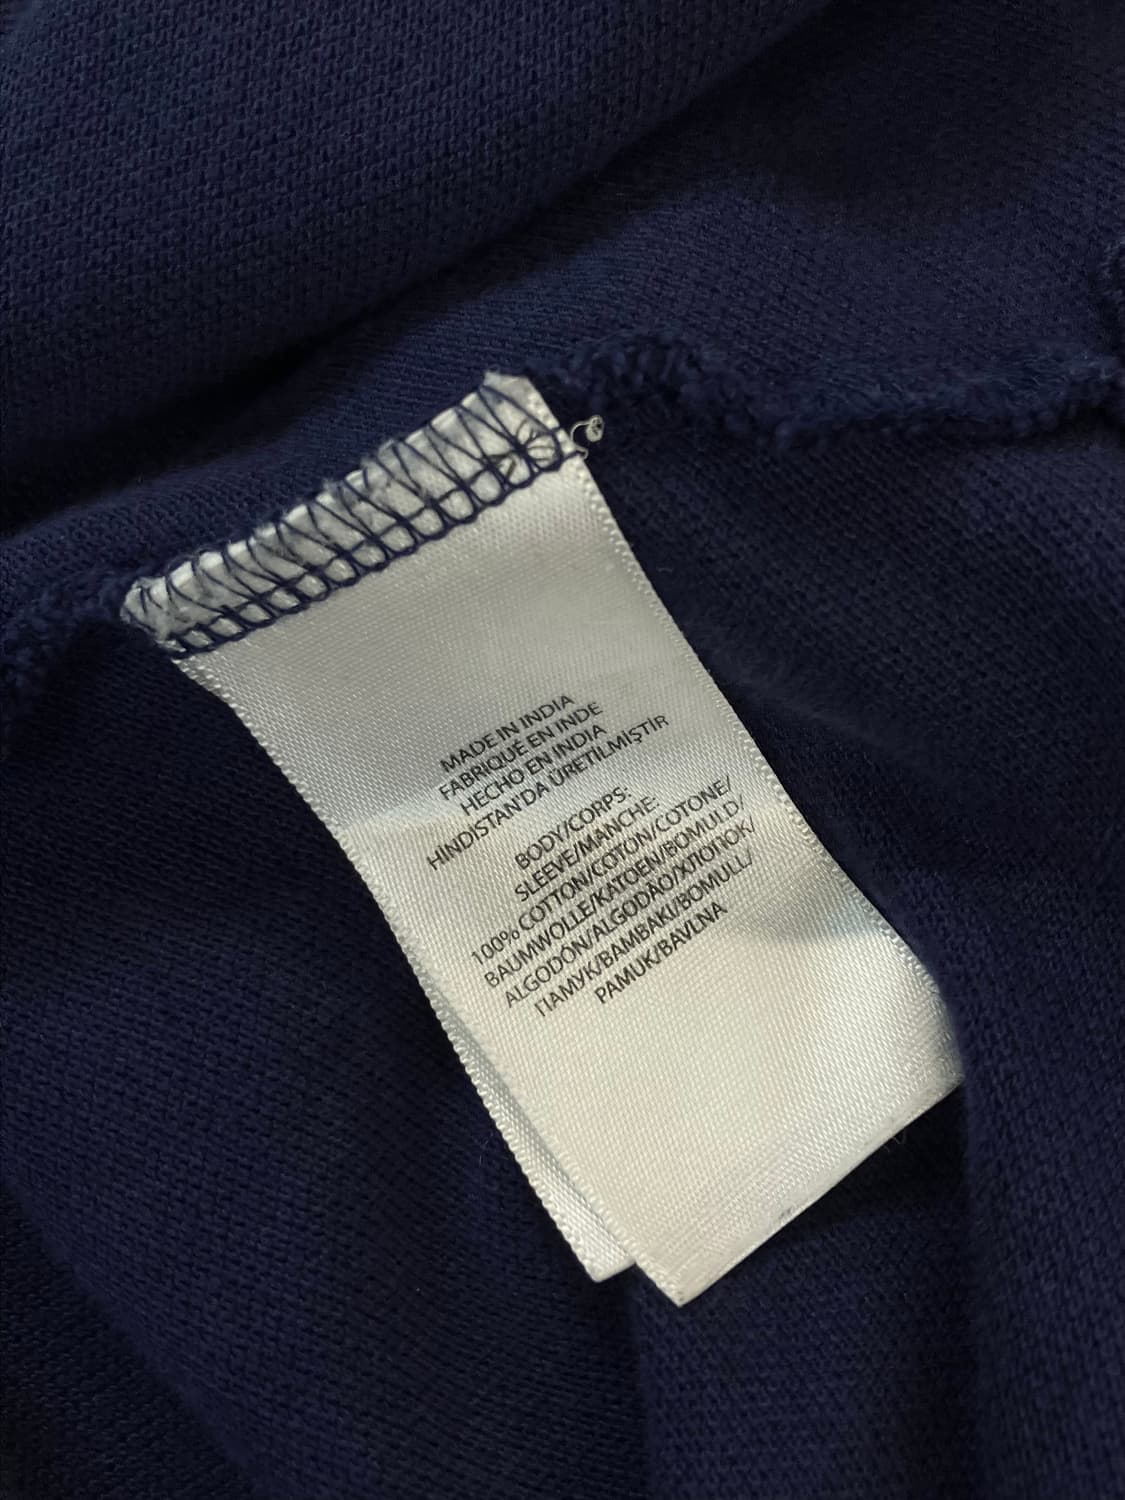 MADE IN INDIA
FABRIQUÉ EN INDE
HECHO EN INDIA
HİNDİSTAN'DA ÜRETİLMİŞTİR
BODY/CORPS:
SLEEVE/MANCHE:
100% COTTON/COTON/COTONE/
BAUMWOLLE/KATOEN/BOMULD/
ALGODÓN/ALGODÃO/ХЛОПОК/
ПАМУК/BAMBAKI/BOMULL/
PAMUK/BAVLNA